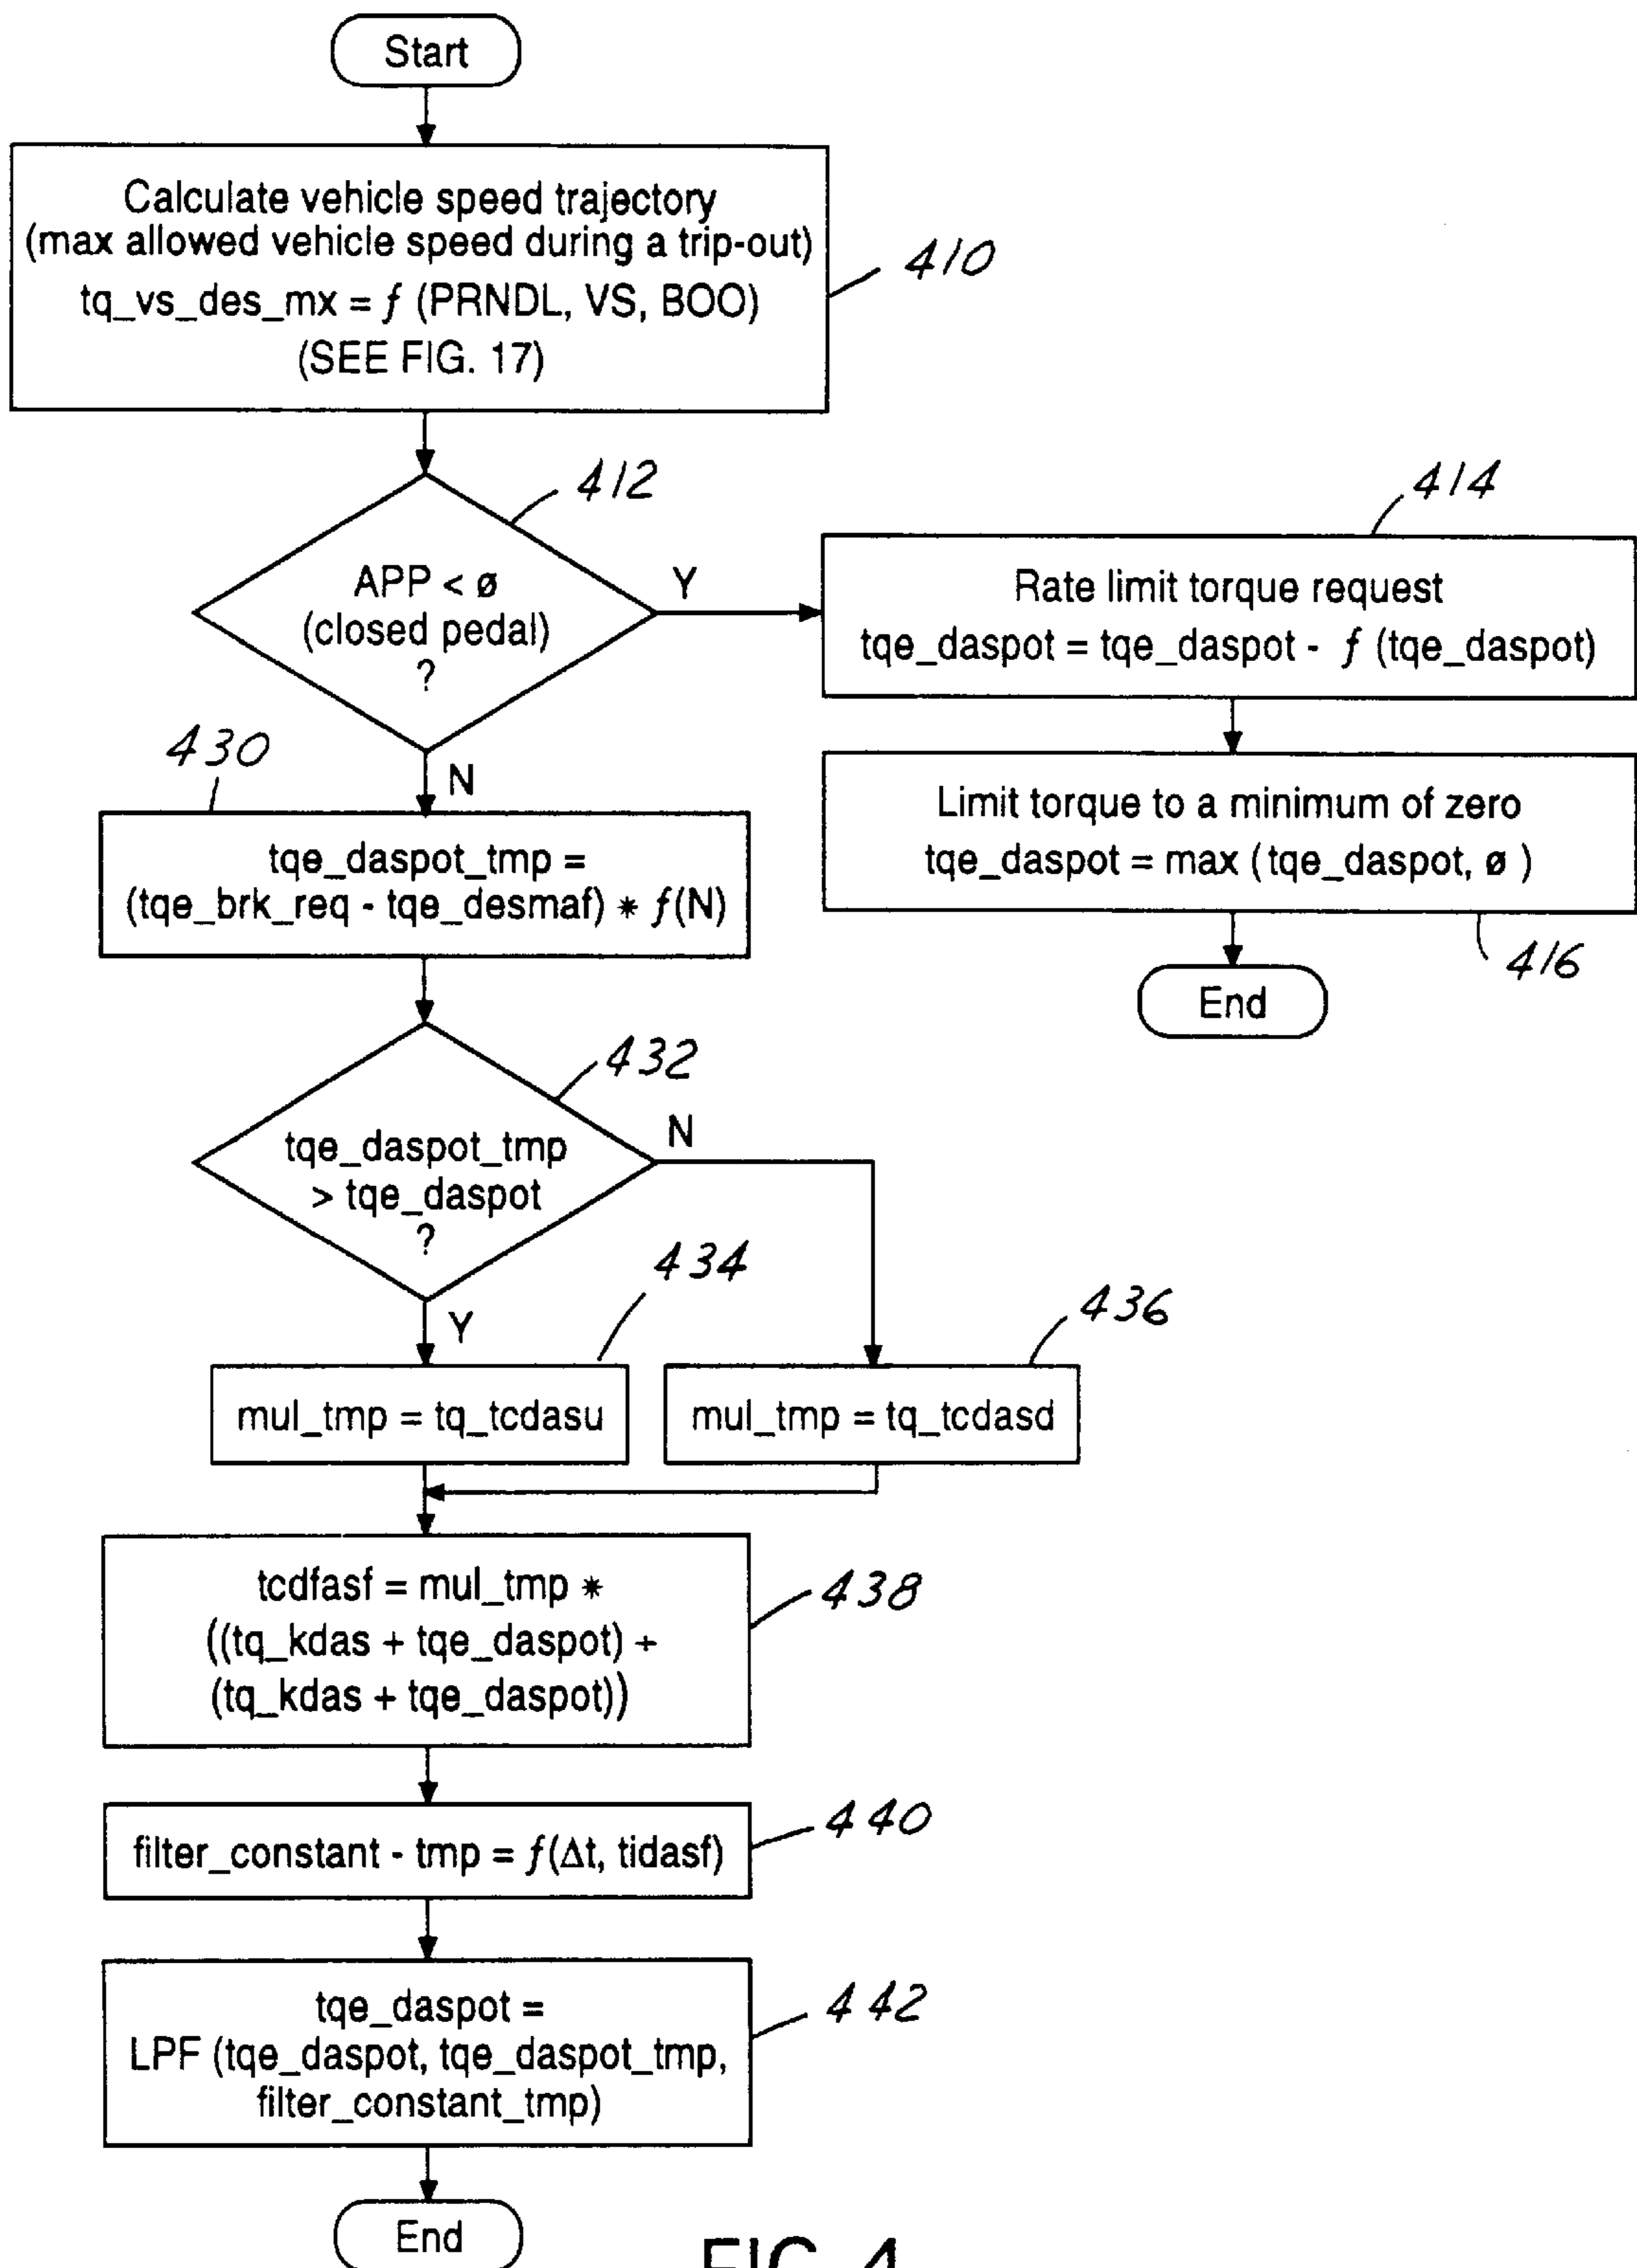 Start
Calculate vehicle speed trajectory
(max allowed vehicle speed during a trip-out)
tq_vs_des_mx = ƒ (PRNDL, VS, BOO)
(SEE FIG. 17)
410
412
APP < ø
(closed pedal)
?
Y
414
Rate limit torque request
tqe_daspot = tqe_daspot - ƒ (tqe_daspot)
Limit torque to a minimum of zero
tqe_daspot = max (tqe_daspot, ø )
416
End
N
430
tqe_daspot_tmp =
(tqe_brk_req - tqe_desmaf) * ƒ(N)
432
tqe_daspot_tmp
> tqe_daspot
?
N
Y
434
mul_tmp = tq_tcdasu
436
mul_tmp = tq_tcdasd
tcdfasf = mul_tmp *
((tq_kdas + tqe_daspot) +
(tq_kdas + tqe_daspot))
438
filter_constant - tmp = ƒ(Δt, tidasf)
440
tqe_daspot =
LPF (tqe_daspot, tqe_daspot_tmp,
filter_constant_tmp)
442
End
FIG. 4